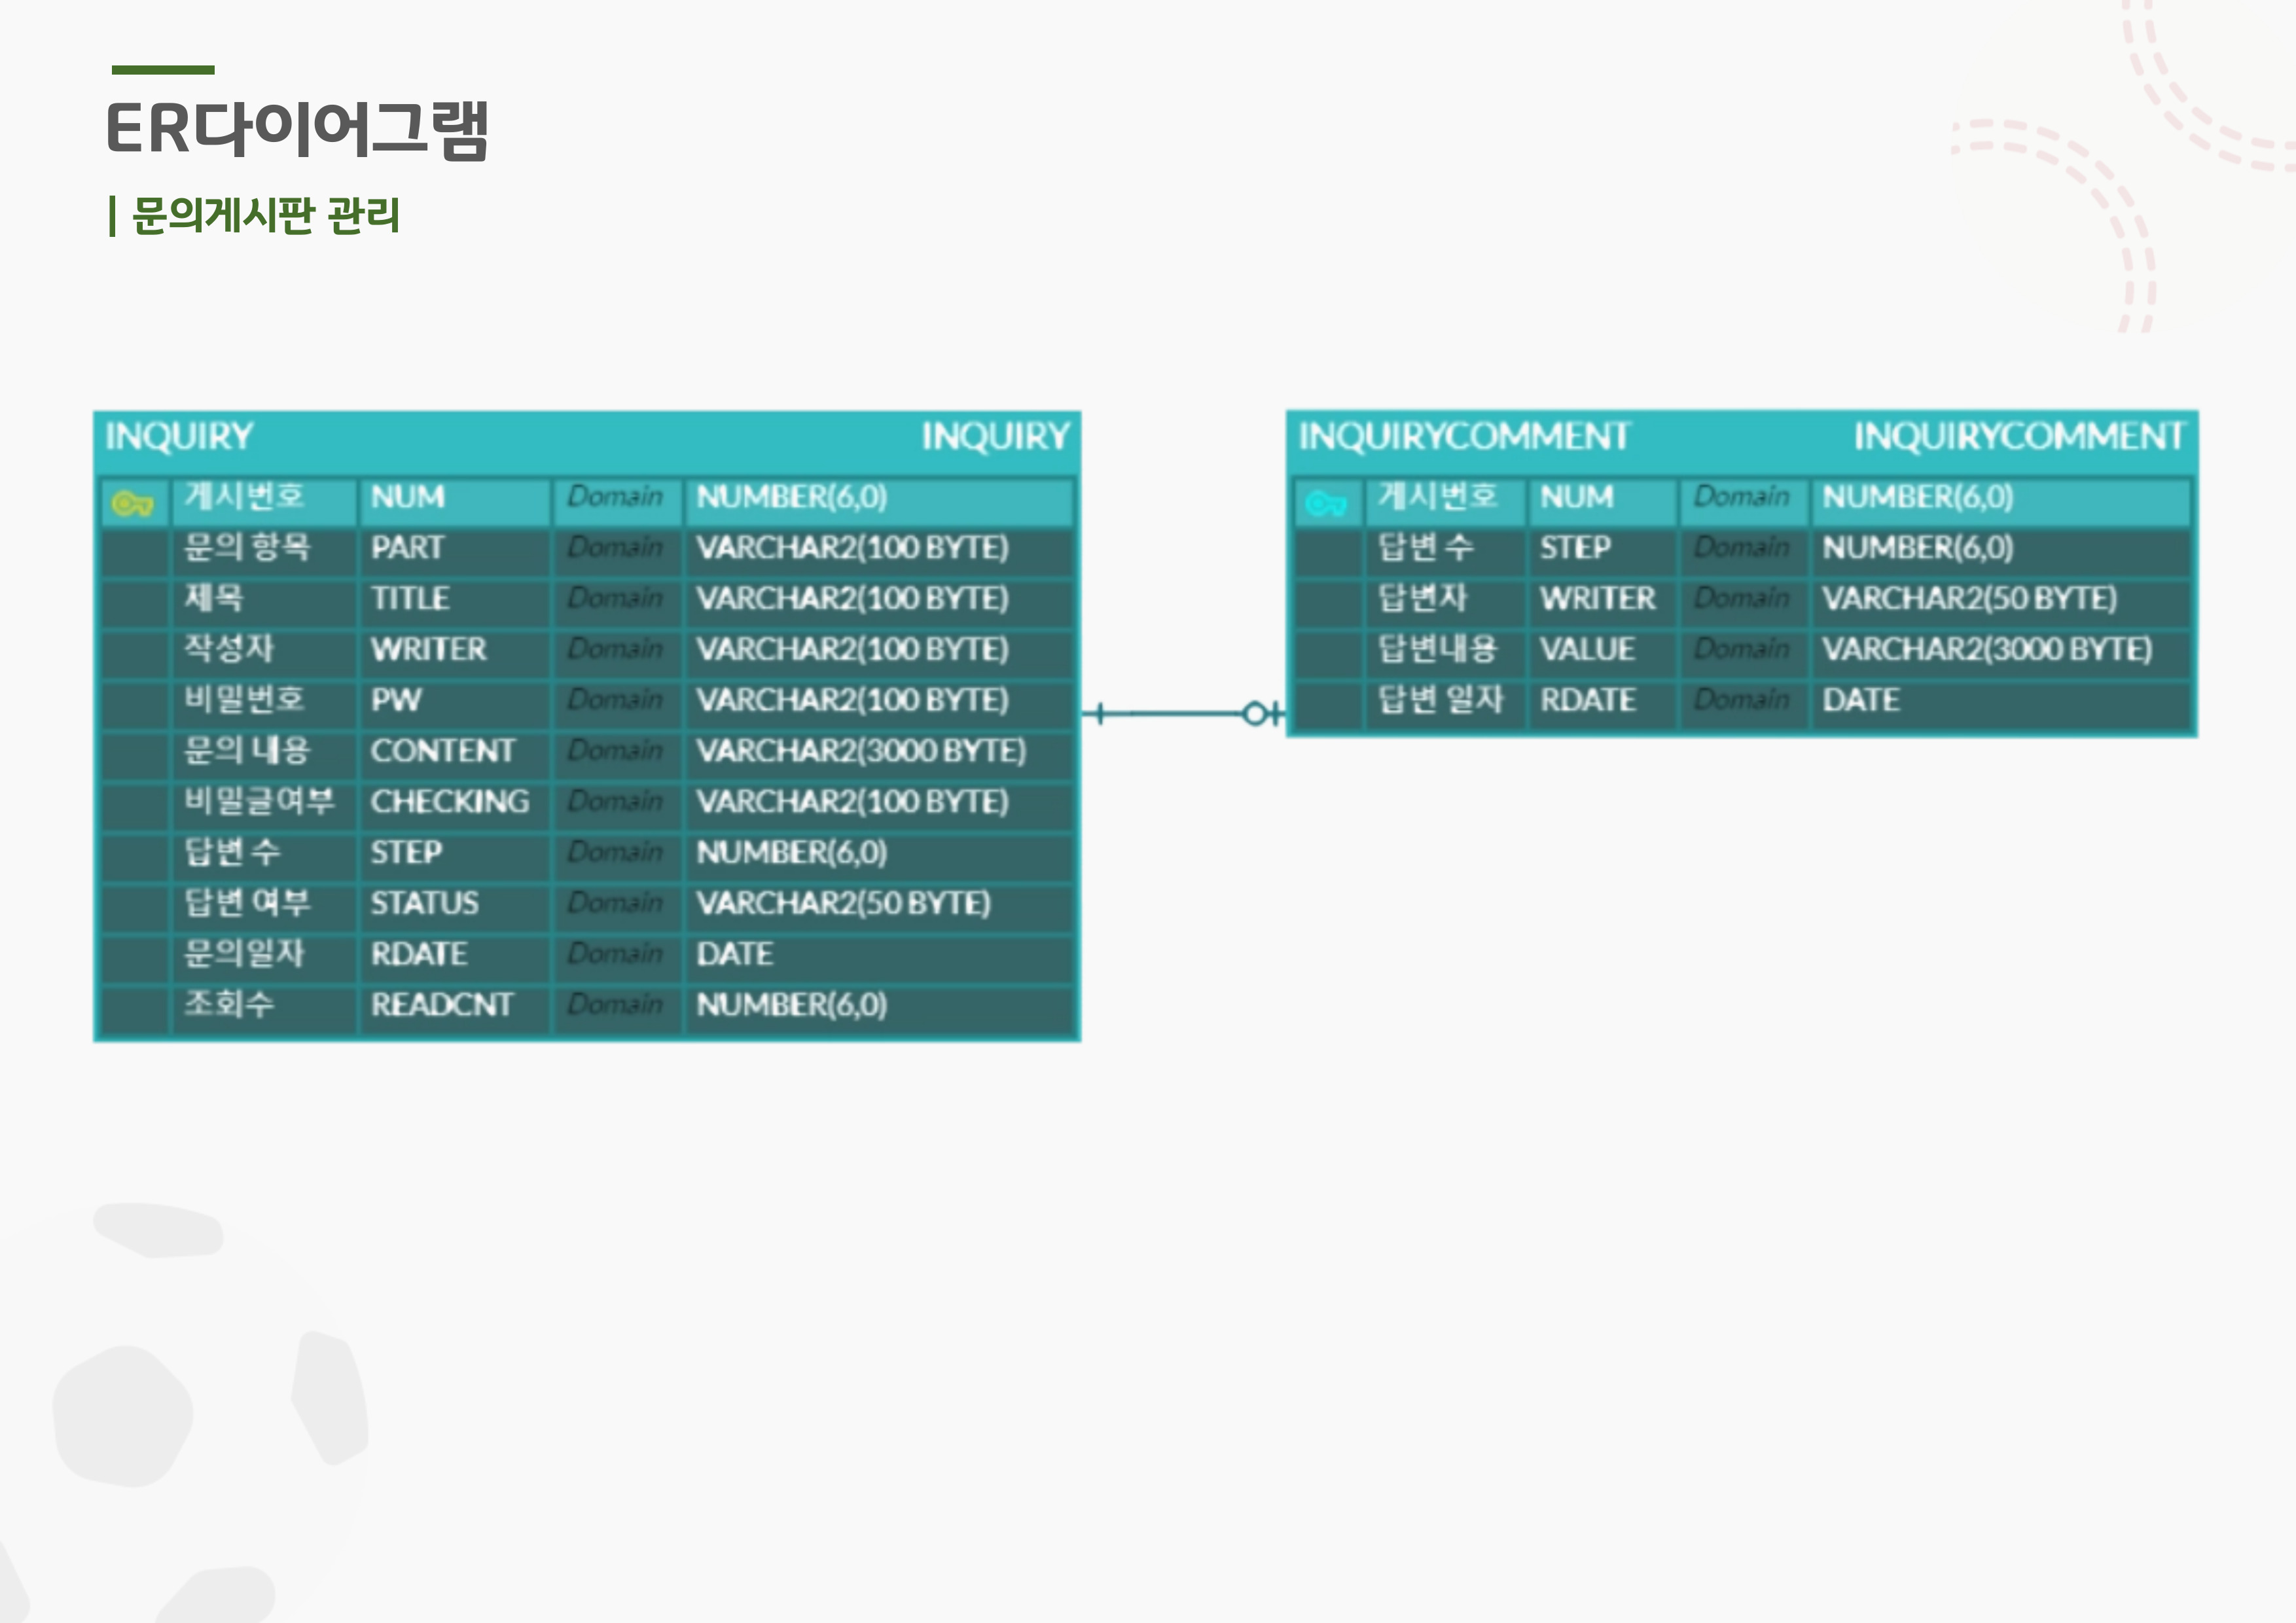 ER다이어그램
| 문의게시판 관리
INQUIRY INQUIRY
게시번호 NUM Domain NUMBER(6,0)
문의 항목 PART Domain VARCHAR2(100 BYTE)
제목 TITLE Domain VARCHAR2(100 BYTE)
작성자 WRITER Domain VARCHAR2(100 BYTE)
비밀번호 PW Domain VARCHAR2(100 BYTE)
문의 내용 CONTENT Domain VARCHAR2(3000 BYTE)
비밀글여부 CHECKING Domain VARCHAR2(100 BYTE)
답변 수 STEP Domain NUMBER(6,0)
답변 여부 STATUS Domain VARCHAR2(50 BYTE)
문의일자 RDATE Domain DATE
조회수 READCNT Domain NUMBER(6,0)
INQUIRYCOMMENT INQUIRYCOMMENT
게시번호 NUM Domain NUMBER(6,0)
답변 수 STEP Domain NUMBER(6,0)
답변자 WRITER Domain VARCHAR2(50 BYTE)
답변내용 VALUE Domain VARCHAR2(3000 BYTE)
답변 일자 RDATE Domain DATE